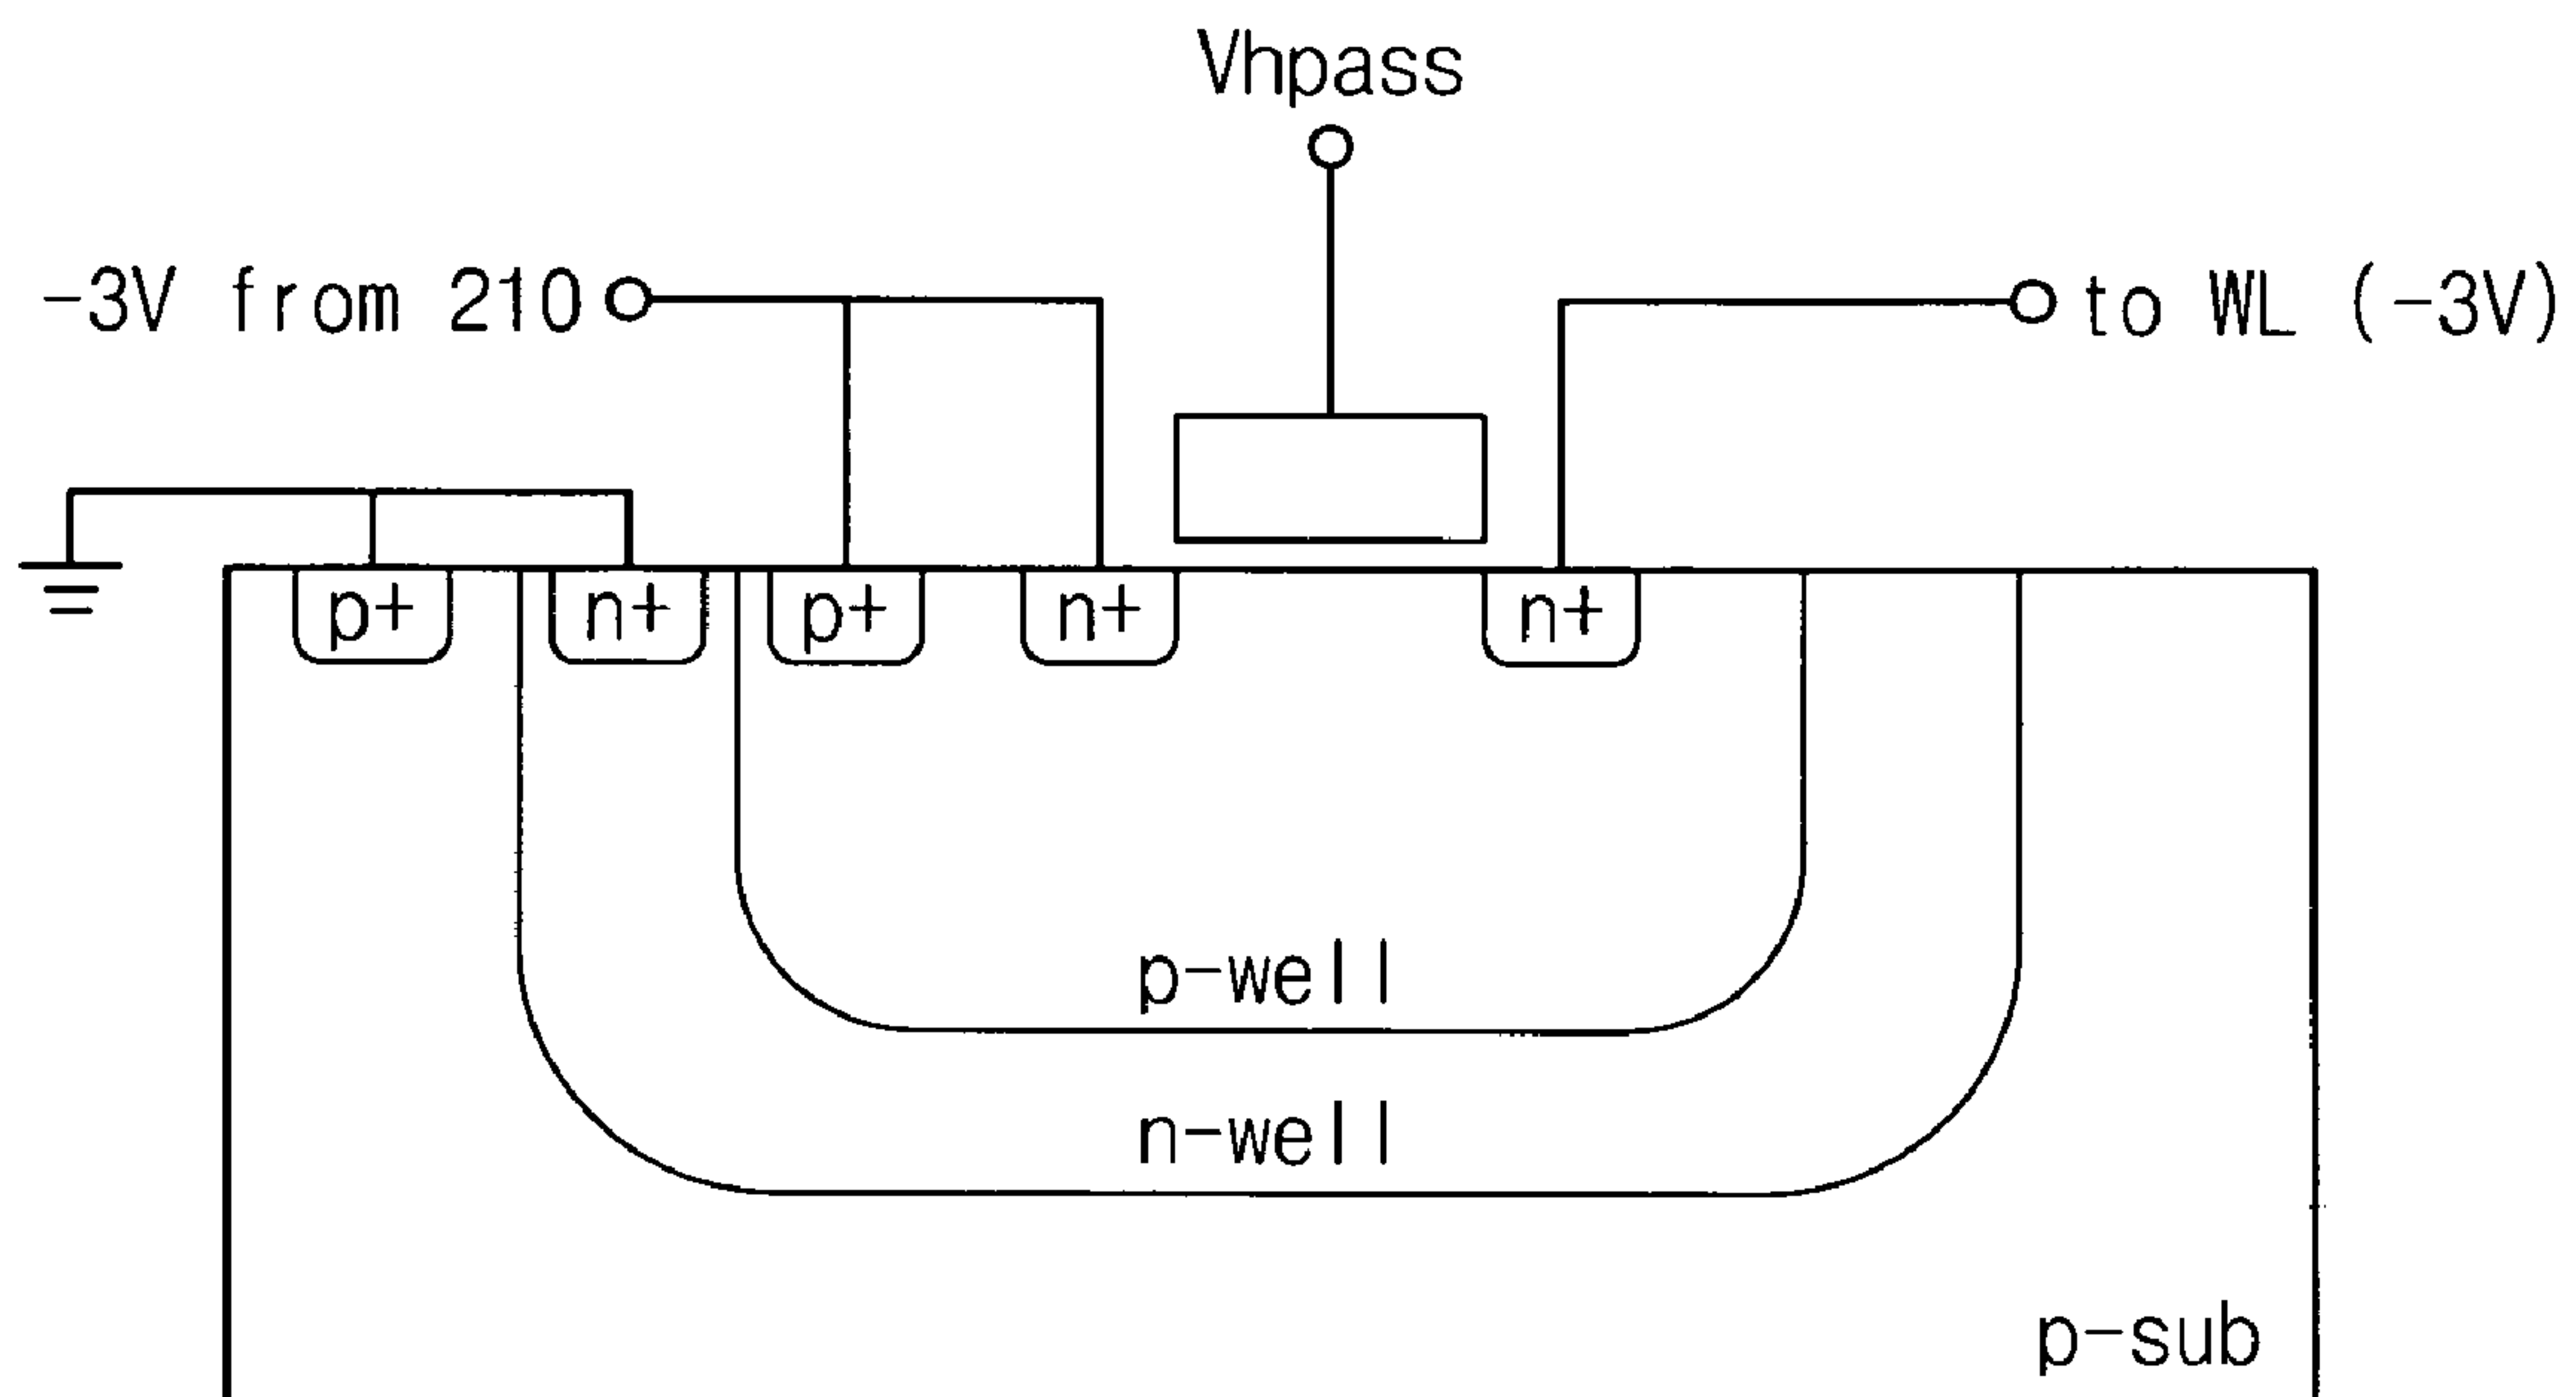 Vhpass
-3V from 210
to WL (-3V)
p+ n+ p+ n+ n+
p-well
n-well
p-sub